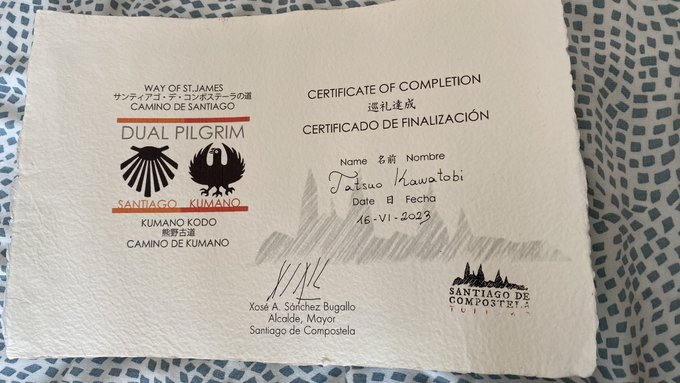 WAY OF ST.JAMES
サンティアゴ・デ・コンポステーラの道
CAMINO DE SANTIAGO
DUAL PILGRIM
SANTIAGO KUMANO
KUMANO KODO
熊野古道
CAMINO DE KUMANO
CERTIFICATE OF COMPLETION
巡礼達成
CERTIFICADO DE FINALIZACIÓN
Name 名前 Nombre
Tatsuo Kawatobi
Date 日 Fecha
16-VI-2023
Xosé A. Sánchez Bugallo
Alcalde, Mayor
Santiago de Compostela
SANTIAGO DE
COMPOSTELA
TURISMO